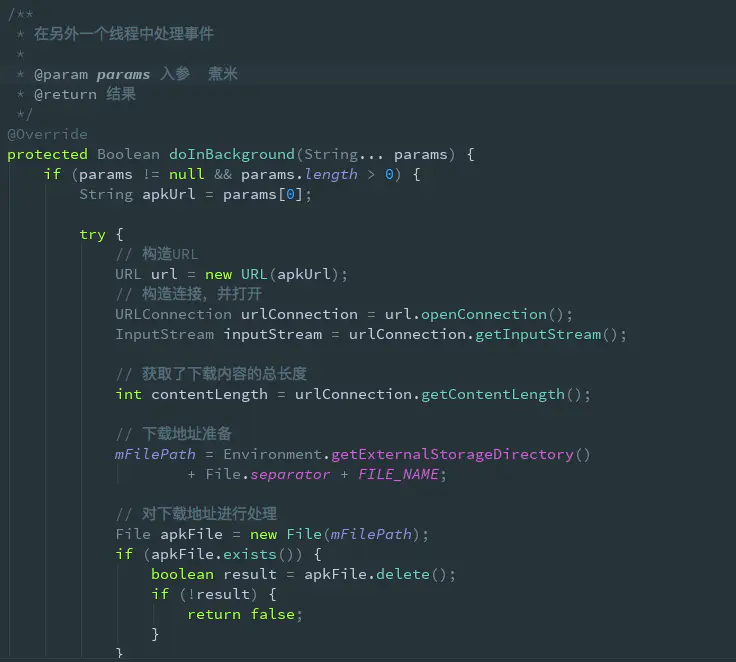 /**
 * 在另外一个线程中处理事件
 *
 * @param params 入参  煮米
 * @return 结果
 */
@Override
protected Boolean doInBackground(String... params) {
    if (params != null && params.length > 0) {
        String apkUrl = params[0];

        try {
            // 构造URL
            URL url = new URL(apkUrl);
            // 构造连接，并打开
            URLConnection urlConnection = url.openConnection();
            InputStream inputStream = urlConnection.getInputStream();

            // 获取了下载内容的总长度
            int contentLength = urlConnection.getContentLength();

            // 下载地址准备
            mFilePath = Environment.getExternalStorageDirectory()
                    + File.separator + FILE_NAME;

            // 对下载地址进行处理
            File apkFile = new File(mFilePath);
            if (apkFile.exists()) {
                boolean result = apkFile.delete();
                if (!result) {
                    return false;
                }
            }